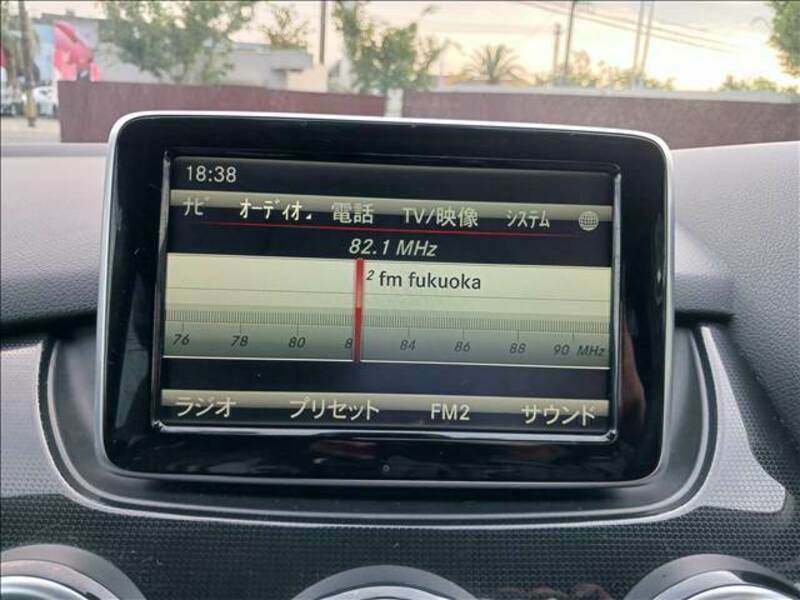 18:38
ナビ オーディオ 電話 TV/映像 システム
82.1 MHz
2 fm fukuoka
76 78 80 8 84 86 88 90 MHz
ラジオ プリセット FM2 サウンド